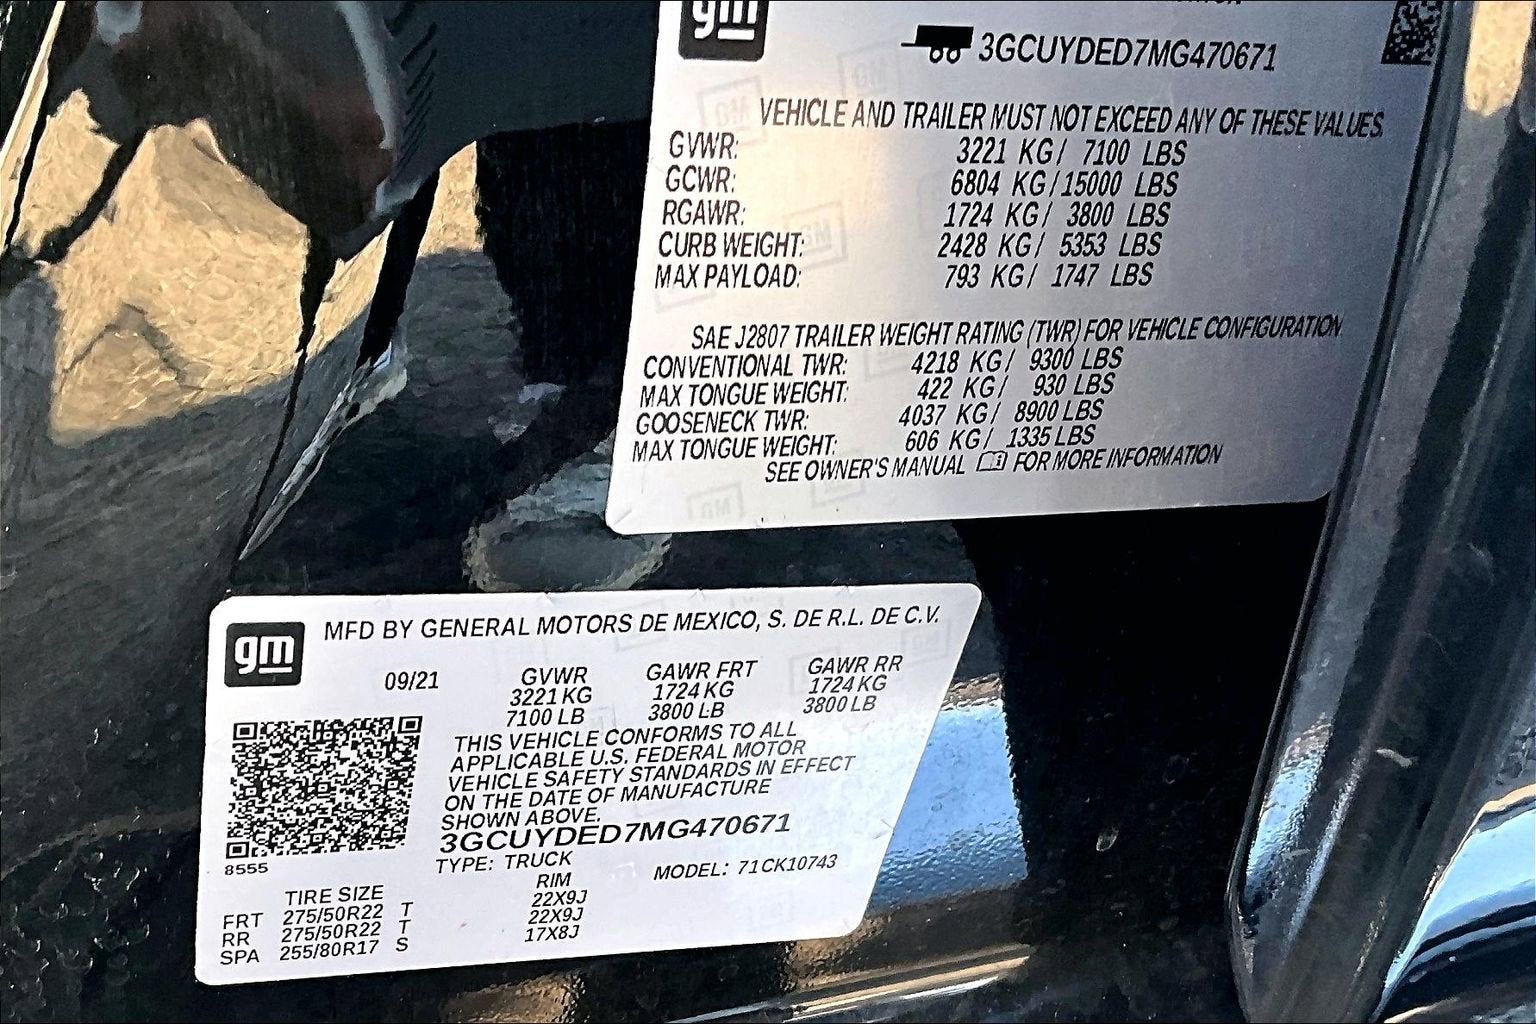 gm
3GCUYDED7MG470671
VEHICLE AND TRAILER MUST NOT EXCEED ANY OF THESE VALUES.
GVWR: 3221 KG/ 7100 LBS
GCWR: 6804 KG/15000 LBS
RGAWR: 1724 KG/ 3800 LBS
CURB WEIGHT: 2428 KG/ 5353 LBS
MAX PAYLOAD: 793 KG/ 1747 LBS
SAE J2807 TRAILER WEIGHT RATING (TWR) FOR VEHICLE CONFIGURATION
CONVENTIONAL TWR: 4218 KG/ 9300 LBS
MAX TONGUE WEIGHT: 422 KG/ 930 LBS
GOOSENECK TWR: 4037 KG/ 8900 LBS
MAX TONGUE WEIGHT: 606 KG/ 1335 LBS
SEE OWNER'S MANUAL FOR MORE INFORMATION
gm
MFD BY GENERAL MOTORS DE MEXICO, S. DE R.L. DE C.V.
09/21 GVWR GAWR FRT GAWR RR
3221 KG 1724 KG 1724 KG
7100 LB 3800 LB 3800 LB
THIS VEHICLE CONFORMS TO ALL
APPLICABLE U.S. FEDERAL MOTOR
VEHICLE SAFETY STANDARDS IN EFFECT
ON THE DATE OF MANUFACTURE
SHOWN ABOVE.
3GCUYDED7MG470671
8555
TYPE: TRUCK MODEL: 71CK10743
TIRE SIZE RIM
FRT 275/50R22 T 22X9J
RR 275/50R22 T 22X9J
SPA 255/80R17 S 17X8J